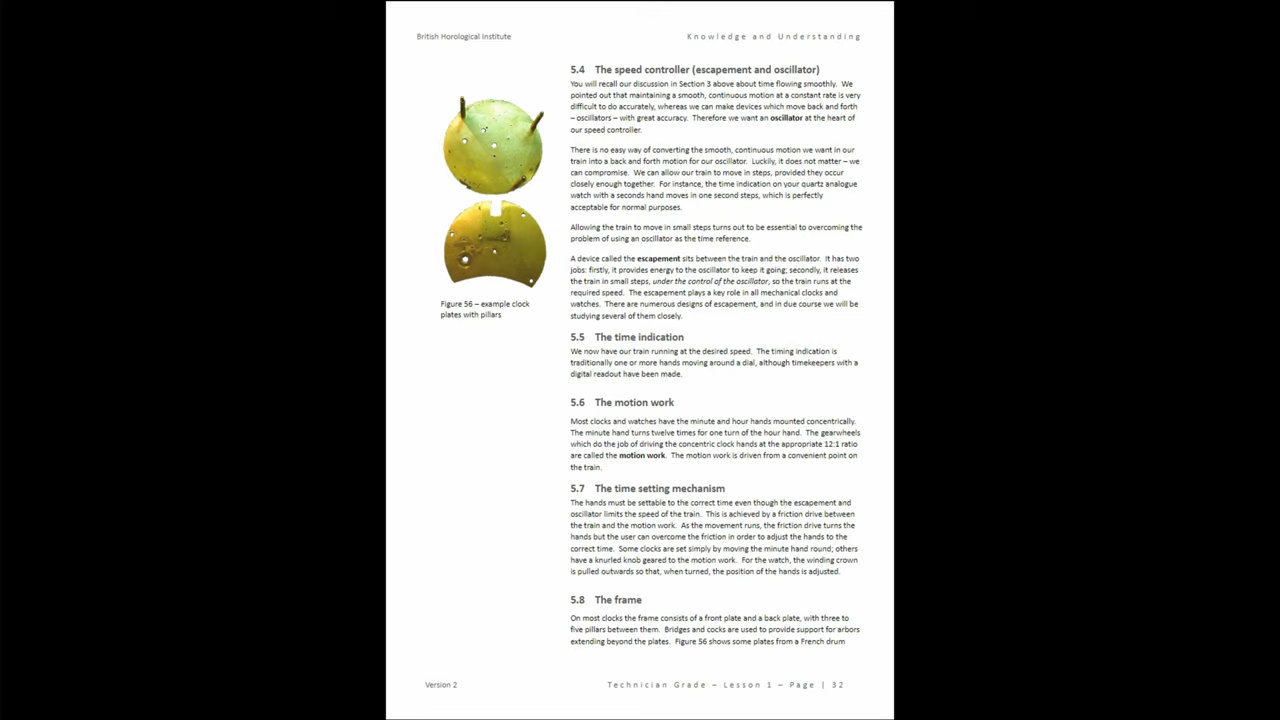 British Horological Institute
Knowledge and Understanding
5.4 The speed controller (escapement and oscillator)
You will recall our discussion in Section 3 above about time flowing smoothly. We
pointed out that maintaining a smooth, continuous motion at a constant rate is very
difficult to do accurately, whereas we can make devices which move back and forth
– oscillators – with great accuracy. Therefore we want an oscillator at the heart of
our speed controller.
There is no easy way of converting the smooth, continuous motion we want in our
train into a back and forth motion for our oscillator. Luckily, it does not matter – we
can compromise. We can allow our train to move in steps, provided they occur
closely enough together. For instance, the time indication on your quartz analogue
watch with a seconds hand moves in one second steps, which is perfectly
acceptable for normal purposes.
Allowing the train to move in small steps turns out to be essential to overcoming the
problem of using an oscillator as the time reference.
A device called the escapement sits between the train and the oscillator. It has two
jobs: firstly, it provides energy to the oscillator to keep it going; secondly, it releases
the train in small steps, under the control of the oscillator, so the train runs at the
required speed. The escapement plays a key role in all mechanical clocks and
watches. There are numerous designs of escapement, and in due course we will be
studying several of them closely.
Figure 56 – example clock
plates with pillars
5.5 The time indication
We now have our train running at the desired speed. The timing indication is
traditionally one or more hands moving around a dial, although timekeepers with a
digital readout have been made.
5.6 The motion work
Most clocks and watches have the minute and hour hands mounted concentrically.
The minute hand turns twelve times for one turn of the hour hand. The gearwheels
which do the job of driving the concentric clock hands at the appropriate 12:1 ratio
are called the motion work. The motion work is driven from a convenient point on
the train.
5.7 The time setting mechanism
The hands must be settable to the correct time even though the escapement and
oscillator limits the speed of the train. This is achieved by a friction drive between
the train and the motion work. As the movement runs, the friction drive turns the
hands but the user can overcome the friction in order to adjust the hands to the
correct time. Some clocks are set simply by moving the minute hand round; others
have a knurled knob geared to the motion work. For the watch, the winding crown
is pulled outwards so that, when turned, the position of the hands is adjusted.
5.8 The frame
On most clocks the frame consists of a front plate and a back plate, with three to
five pillars between them. Bridges and cocks are used to provide support for arbors
extending beyond the plates. Figure 56 shows some plates from a French drum
Version 2
Technician Grade – Lesson 1 – Page | 32